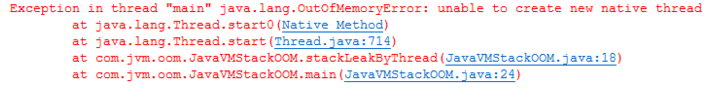 Exception in thread "main" java.lang.OutOfMemoryError: unable to create new native thread
at java.lang.Thread.start0(Native Method)
at java.lang.Thread.start(Thread.java:714)
at com.jvm.oom.JavaVMStackOOM.stackLeakByThread(JavaVMStackOOM.java:18)
at com.jvm.oom.JavaVMStackOOM.main(JavaVMStackOOM.java:24)